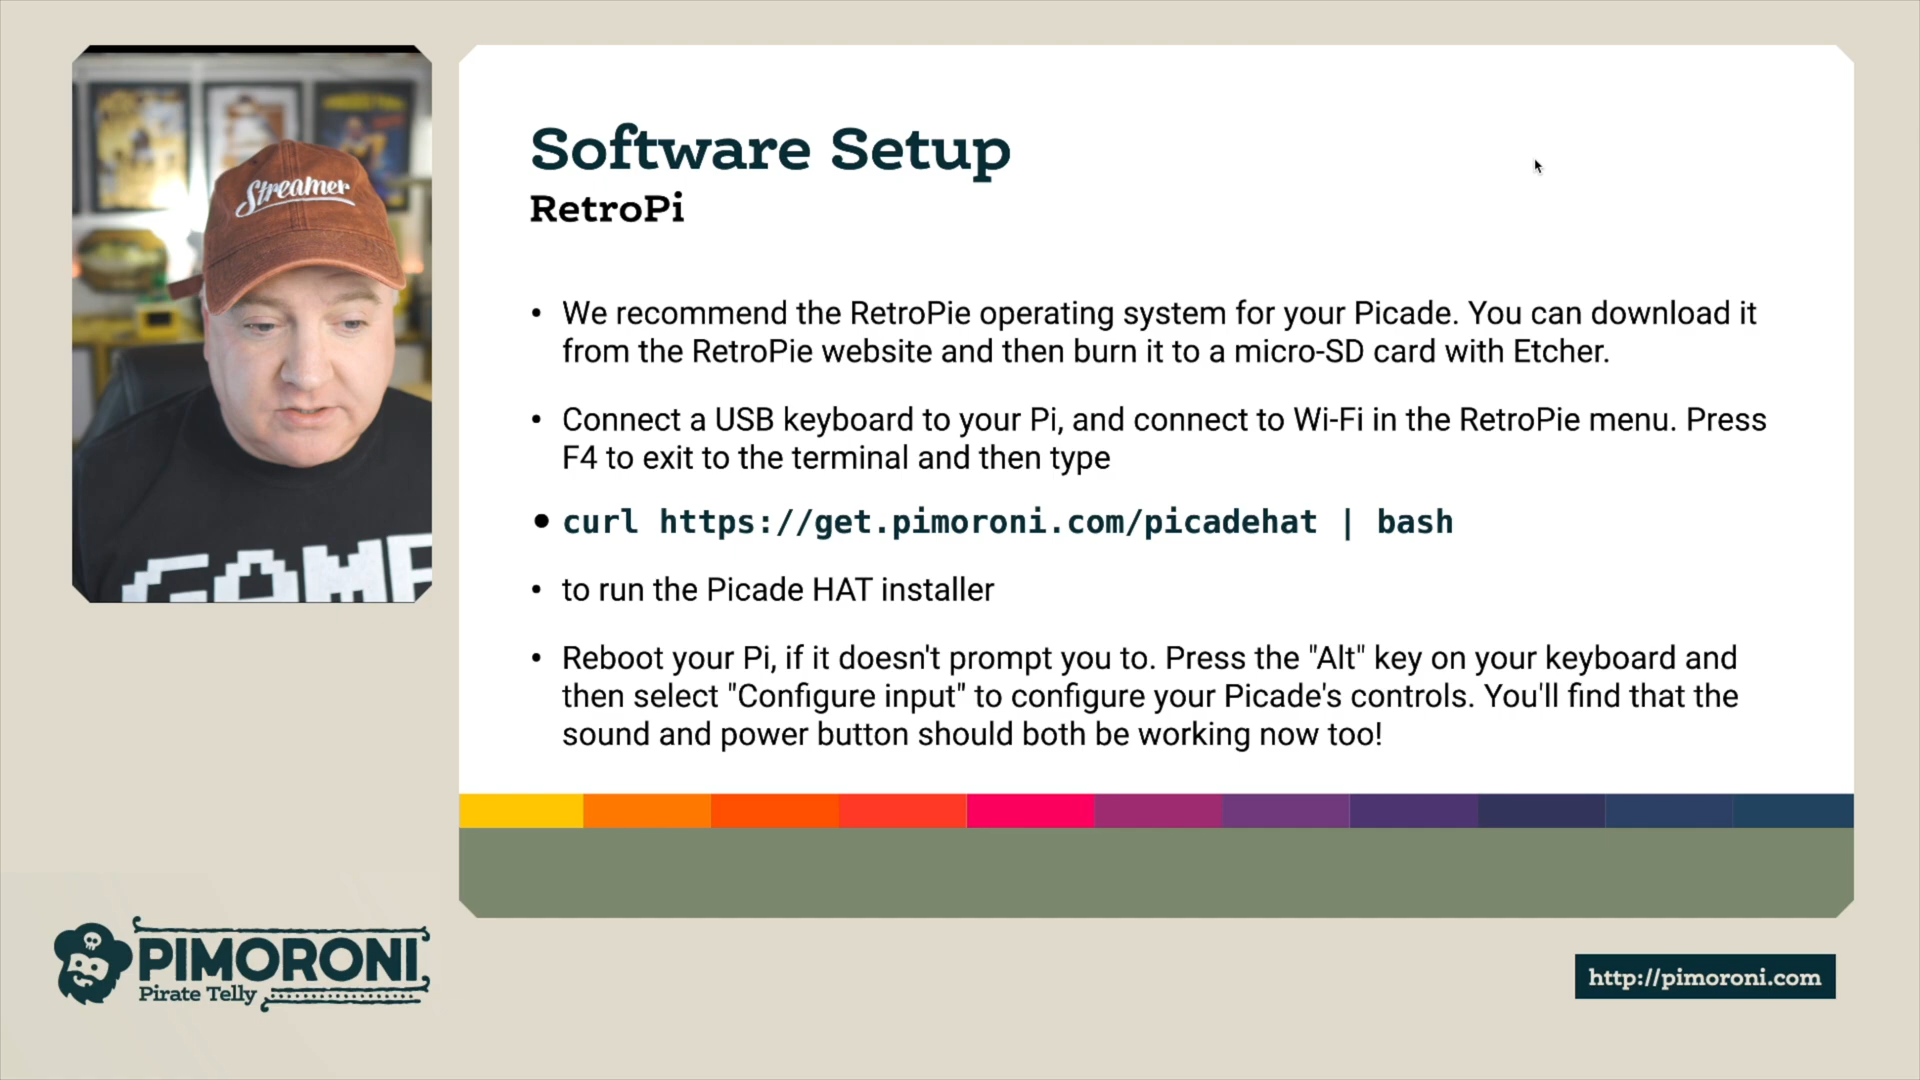 Streamer
GAME
Software Setup
RetroPi
• We recommend the RetroPie operating system for your Picade. You can download it
from the RetroPie website and then burn it to a micro-SD card with Etcher.
• Connect a USB keyboard to your Pi, and connect to Wi-Fi in the RetroPie menu. Press
F4 to exit to the terminal and then type
• curl https://get.pimoroni.com/picadehat | bash
• to run the Picade HAT installer
• Reboot your Pi, if it doesn't prompt you to. Press the "Alt" key on your keyboard and
then select "Configure input" to configure your Picade's controls. You'll find that the
sound and power button should both be working now too!
PIMORONI
Pirate Telly
http://pimoroni.com